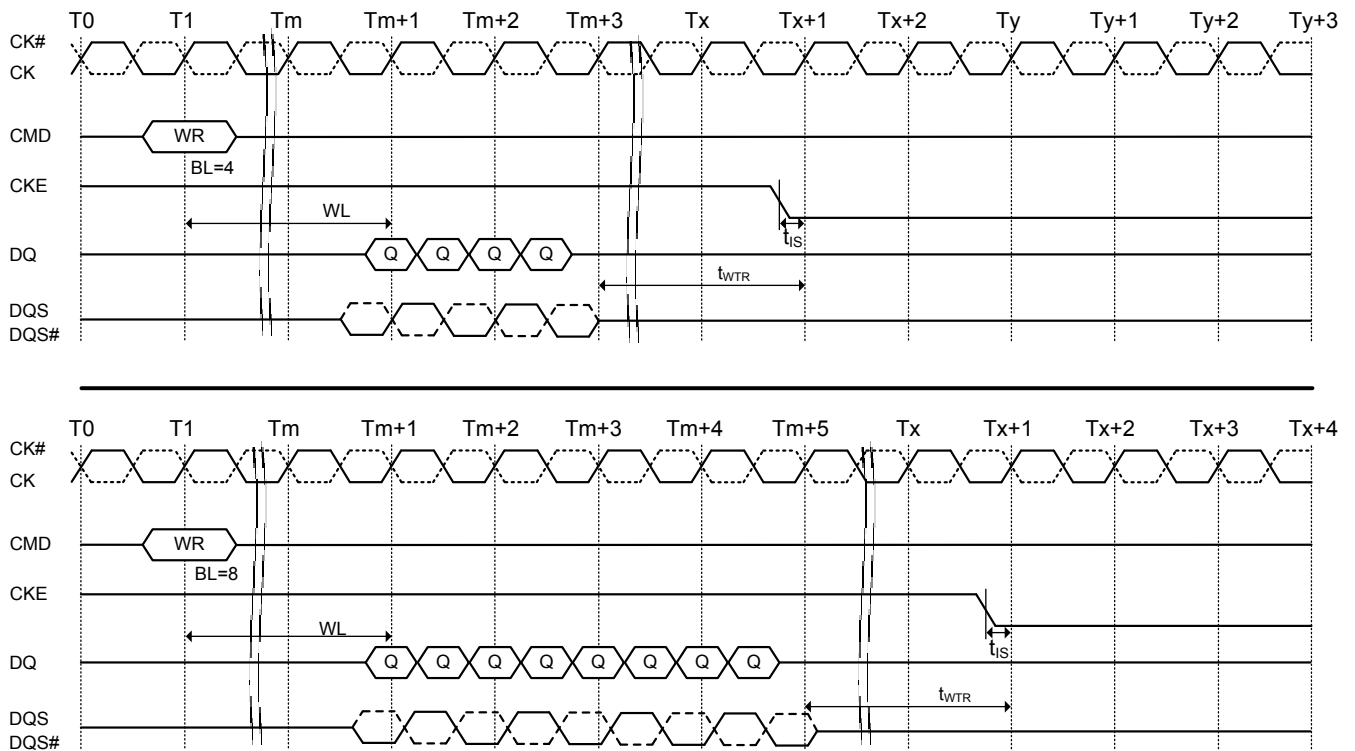 T0 T1 Tm Tm+1 Tm+2 Tm+3 Tx Tx+1 Tx+2 Ty Ty+1 Ty+2 Ty+3
CK#
CK
CMD WR
BL=4
CKE
WL
tIS
DQ Q Q Q Q
tWTR
DQS
DQS#
T0 T1 Tm Tm+1 Tm+2 Tm+3 Tm+4 Tm+5 Tx Tx+1 Tx+2 Tx+3 Tx+4
CK#
CK
CMD WR
BL=8
CKE
WL
tIS
DQ Q Q Q Q Q Q Q Q
tWTR
DQS
DQS#